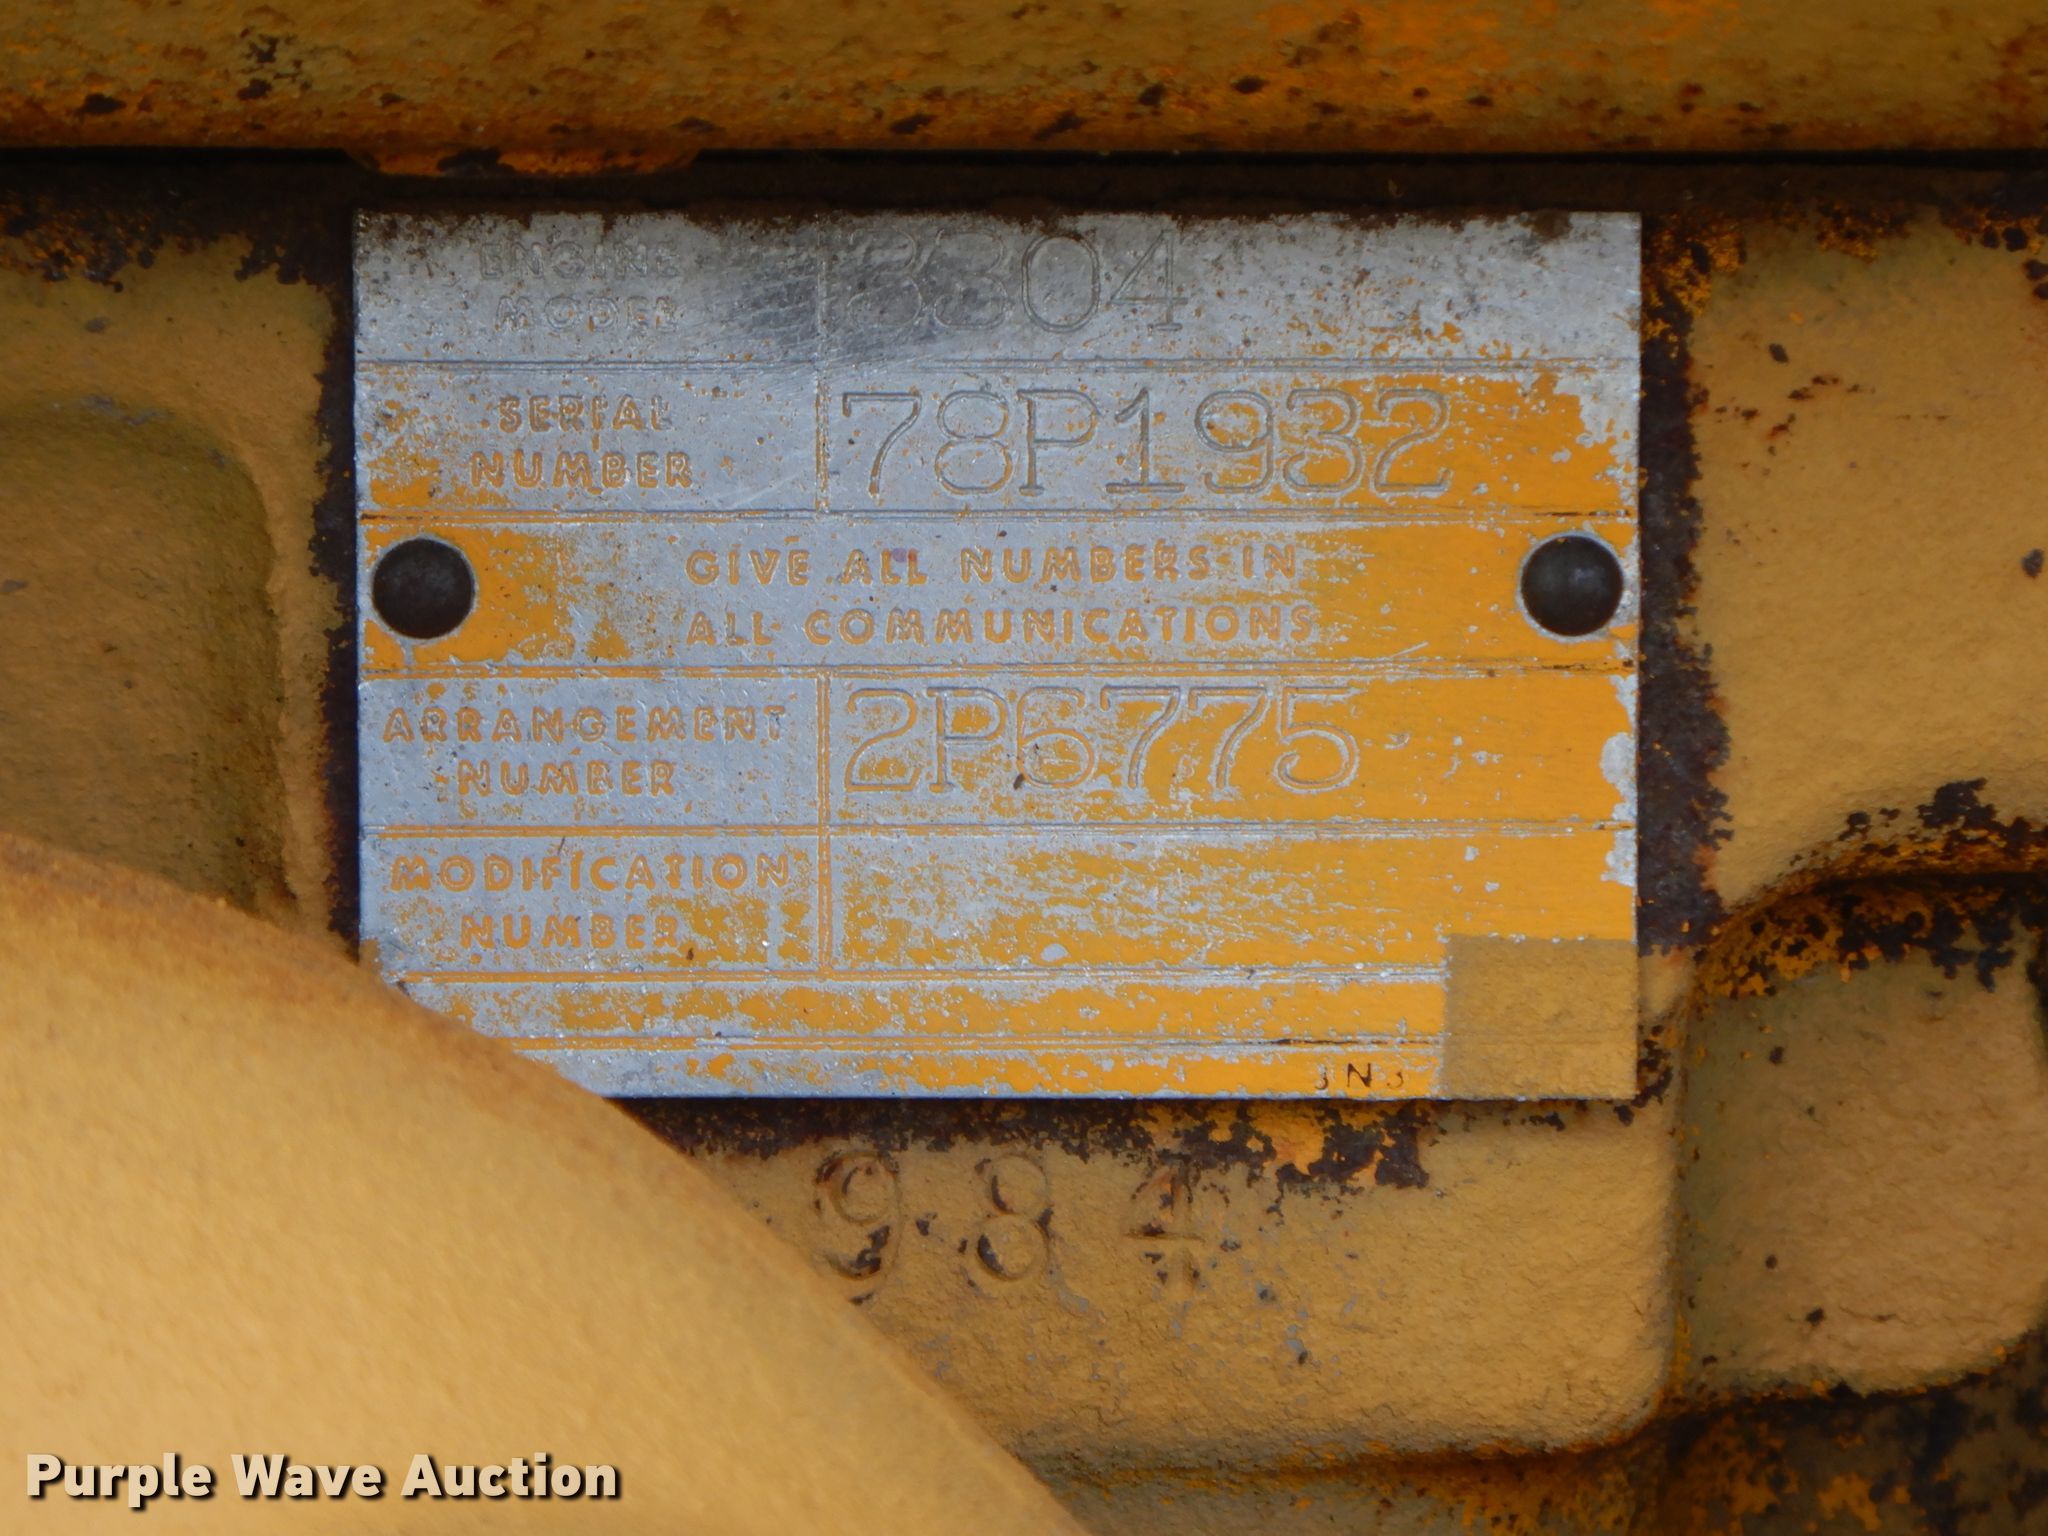 ENGINE MODEL 3304
SERIAL NUMBER 78P1932
GIVE ALL NUMBERS IN
ALL COMMUNICATIONS
ARRANGEMENT NUMBER 2P6775
MODIFICATION NUMBER
984
Purple Wave Auction